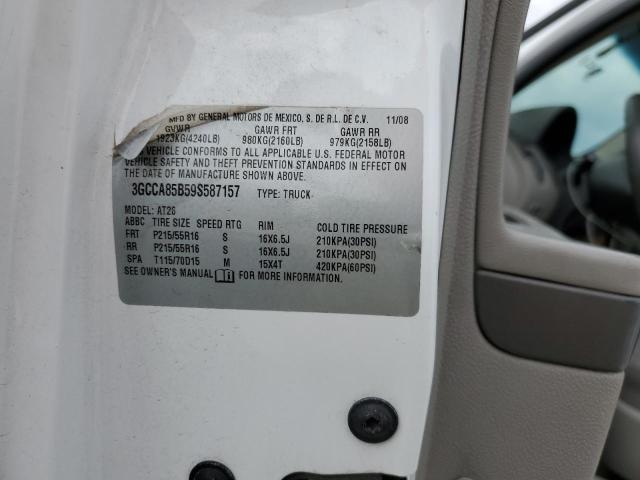 MFD BY GENERAL MOTORS DE MEXICO, S. DE R.L. DE C.V. 11/08
GVWR GAWR FRT GAWR RR
1923KG(4240LB) 980KG(2160LB) 979KG(2158LB)
VEHICLE CONFORMS TO ALL APPLICABLE U.S. FEDERAL MOTOR
VEHICLE SAFETY AND THEFT PREVENTION STANDARDS IN EFFECT ON
THE DATE OF MANUFACTURE SHOWN ABOVE.
3GCCA85B59S587157 TYPE: TRUCK
MODEL: AT26
ABBC TIRE SIZE SPEED RTG RIM COLD TIRE PRESSURE
FRT P215/55R16 S 16X6.5J 210KPA(30PSI)
RR P215/55R16 S 16X6.5J 210KPA(30PSI)
SPA T115/70D15 M 15X4T 420KPA(60PSI)
SEE OWNER'S MANUAL FOR MORE INFORMATION.